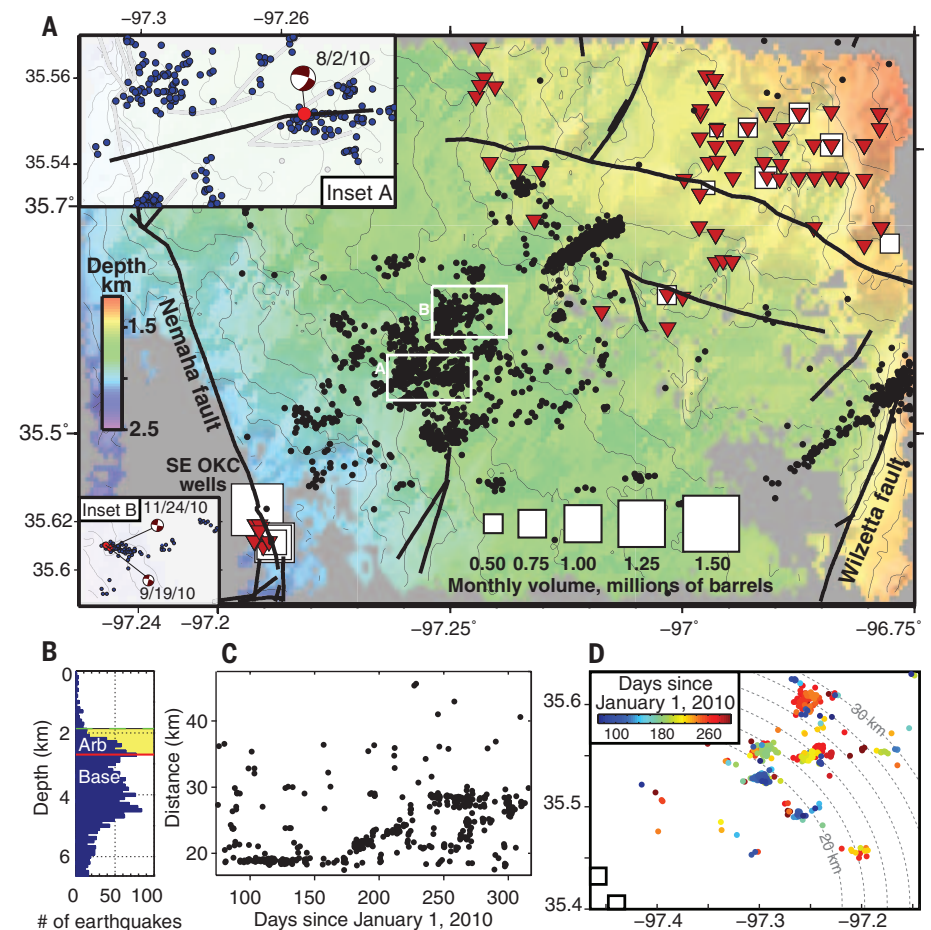 A
−97.3
−97.26
35.56
8/2/10
35.54
Inset A
35.7°
Depth
km
1.5
2.5
Nemaha fault
B
A
35.5°
SE OKC
wells
Inset B
11/24/10
9/19/10
35.62
35.6
0.50 0.75 1.00 1.25 1.50
Monthly volume, millions of barrels
Wilzetta fault
−97.24
−97.2
−97.25°
−97°
−96.75°
B
0
2
4
6
Depth (km)
Arb
Base
0 50 100
# of earthquakes
C
Distance (km)
40
30
20
100 150 200 250 300
Days since January 1, 2010
D
Days since
January 1, 2010
100 180 260
30 km
20 km
35.6
35.5
35.4
−97.4 −97.3 −97.2